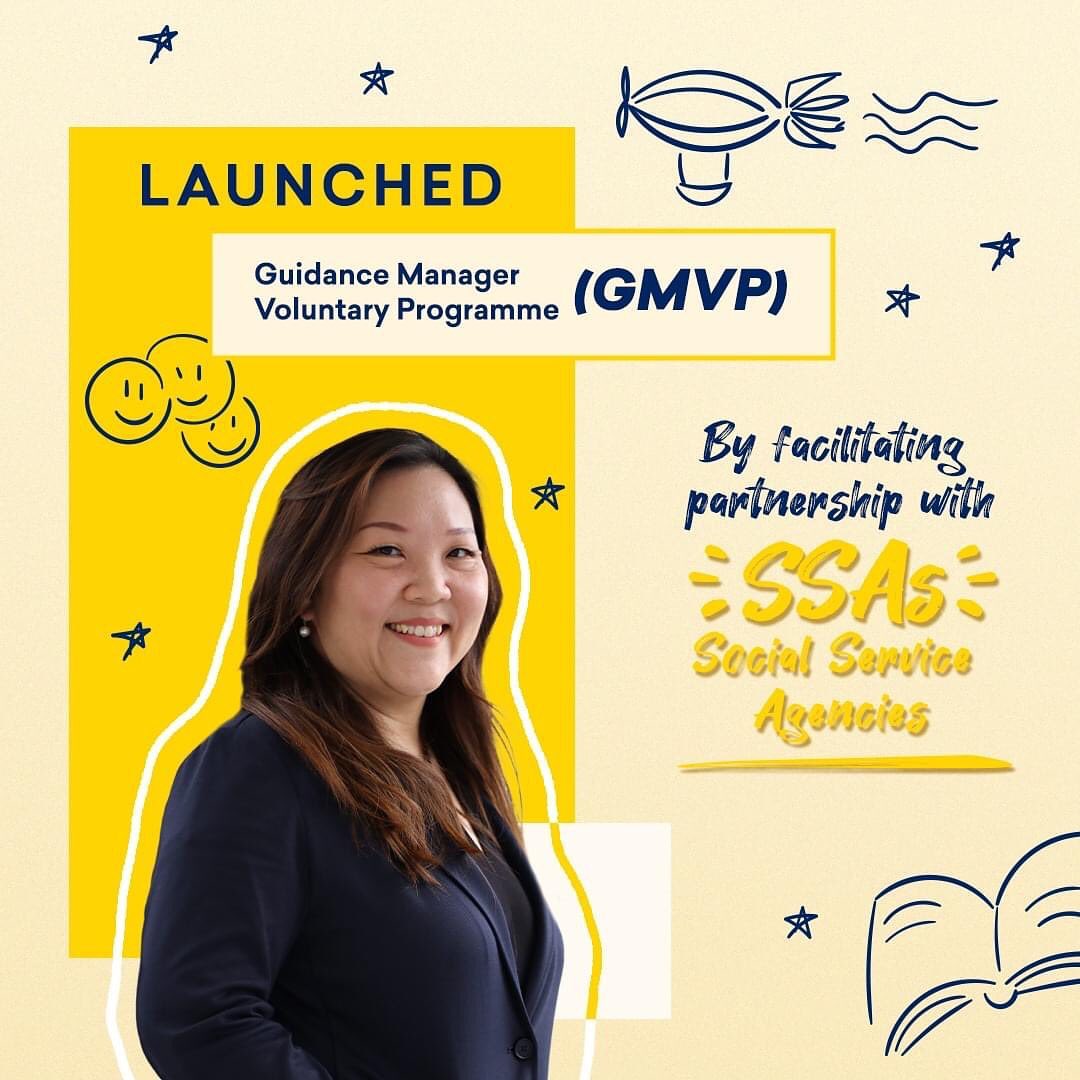 LAUNCHED
Guidance Manager
Voluntary Programme (GMVP)
By facilitating
partnership with
SSAs
Social Service
Agencies